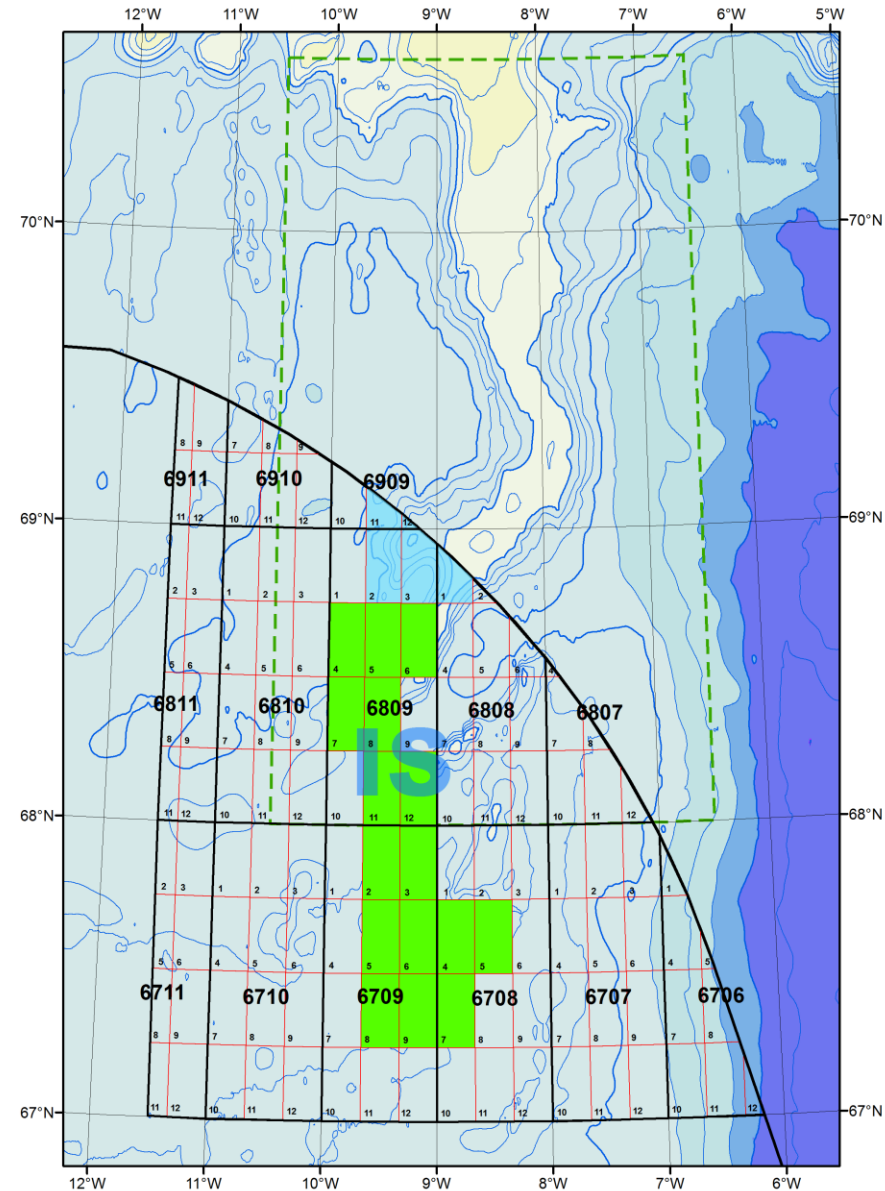 11°W 10°W 9°W 8°W 7°W 6°W 5°W
12°W
70°N 70°N
8 9 7 8 9
6911 6910 6909
69°N 11 12 10 11 12 10 11 12 69°N
2 3 1 2 3 1 2 3 1 2
5 6 4 5 6 4 5 6 4 5 6 4
6811 6810 6809 6808 6807
8 9 7 8 9 7 8 9 7 8 9 7 8
IS
68°N 11 12 10 11 12 10 11 12 10 11 12 10 11 12 68°N
2 3 1 2 3 1 2 3 1 2 3 1 2 3 1
5 6 4 5 6 4 5 6 4 5 6 4 5 6 4 5
6711 6710 6709 6708 6707 6706
8 9 7 8 9 7 8 9 7 8 9 7 8 9 7 8
67°N 11 12 10 11 12 10 11 12 10 11 12 10 11 12 10 11 12 67°N
12°W 11°W 10°W 9°W 8°W 7°W 6°W